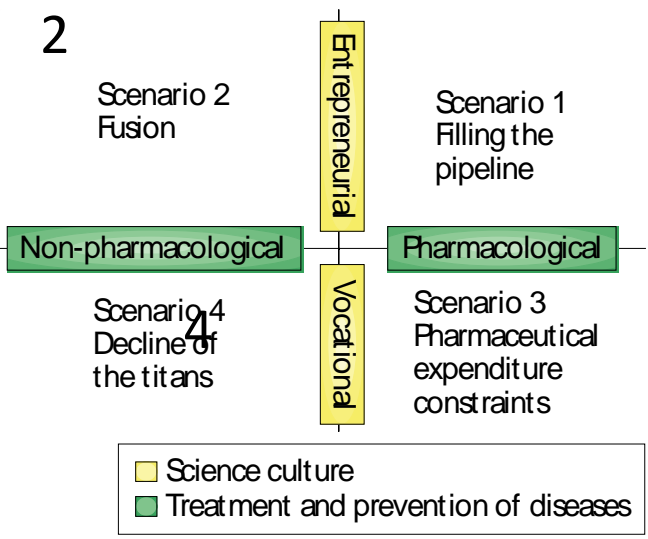 2
Scenario 2
Fusion
Entrepreneurial
Scenario 1
Filling the
pipeline
Non-pharmacological
Pharmacological
Scenario 4
Decline of
the titans
4
Vocational
Scenario 3
Pharmaceutical
expenditure
constraints
Science culture
Treatment and prevention of diseases